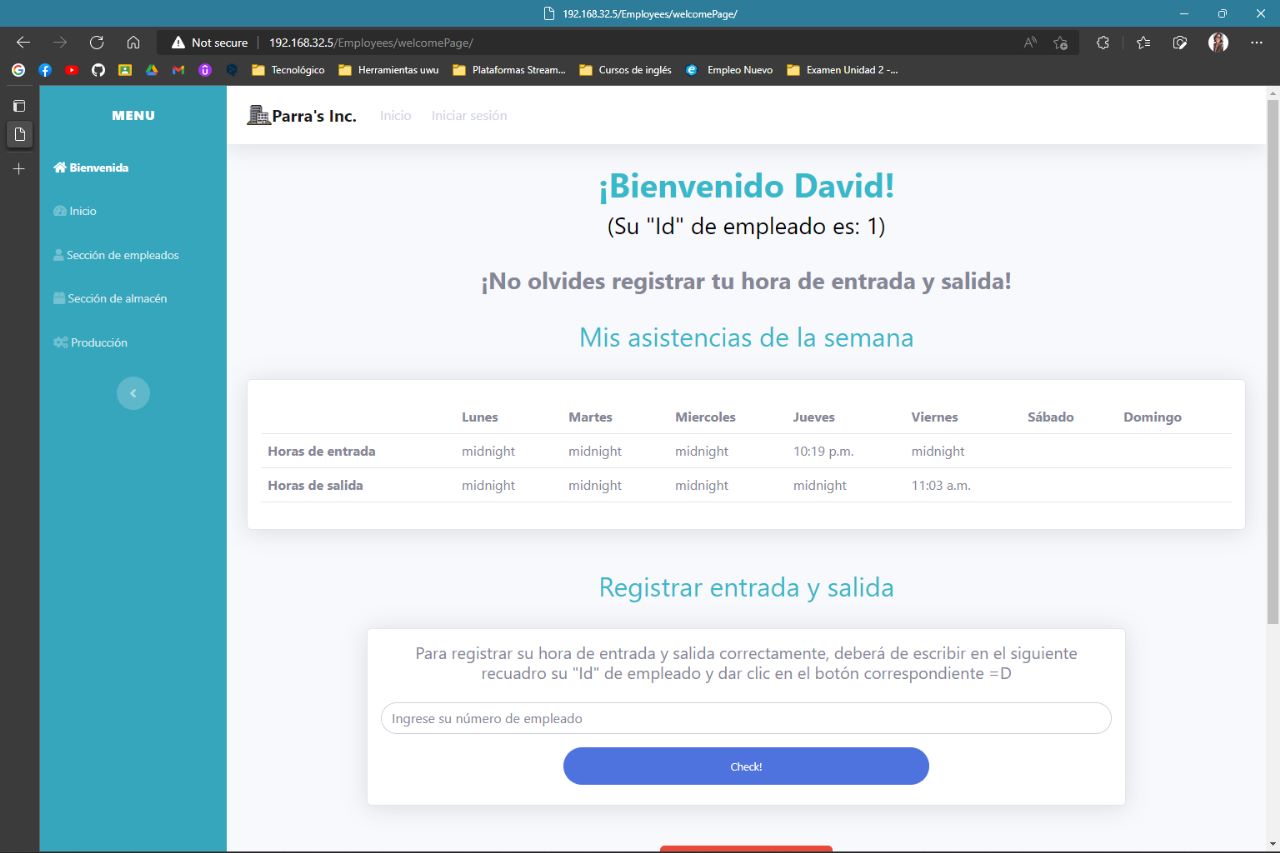 192.168.32.5/Employees/welcomePage/
Not secure 192.168.32.5/Employees/welcomePage/
Tecnológico Herramientas uwu Plataformas Stream... Cursos de inglés Empleo Nuevo Examen Unidad 2 -...
MENU
Bienvenida
Inicio
Sección de empleados
Sección de almacén
Producción
Parra's Inc. Inicio Iniciar sesión
¡Bienvenido David!
(Su "Id" de empleado es: 1)
¡No olvides registrar tu hora de entrada y salida!
Mis asistencias de la semana
Lunes Martes Miercoles Jueves Viernes Sábado Domingo
Horas de entrada midnight midnight midnight 10:19 p.m. midnight
Horas de salida midnight midnight midnight midnight 11:03 a.m.
Registrar entrada y salida
Para registrar su hora de entrada y salida correctamente, deberá de escribir en el siguiente
recuadro su "Id" de empleado y dar clic en el botón correspondiente =D
Ingrese su número de empleado
Check!